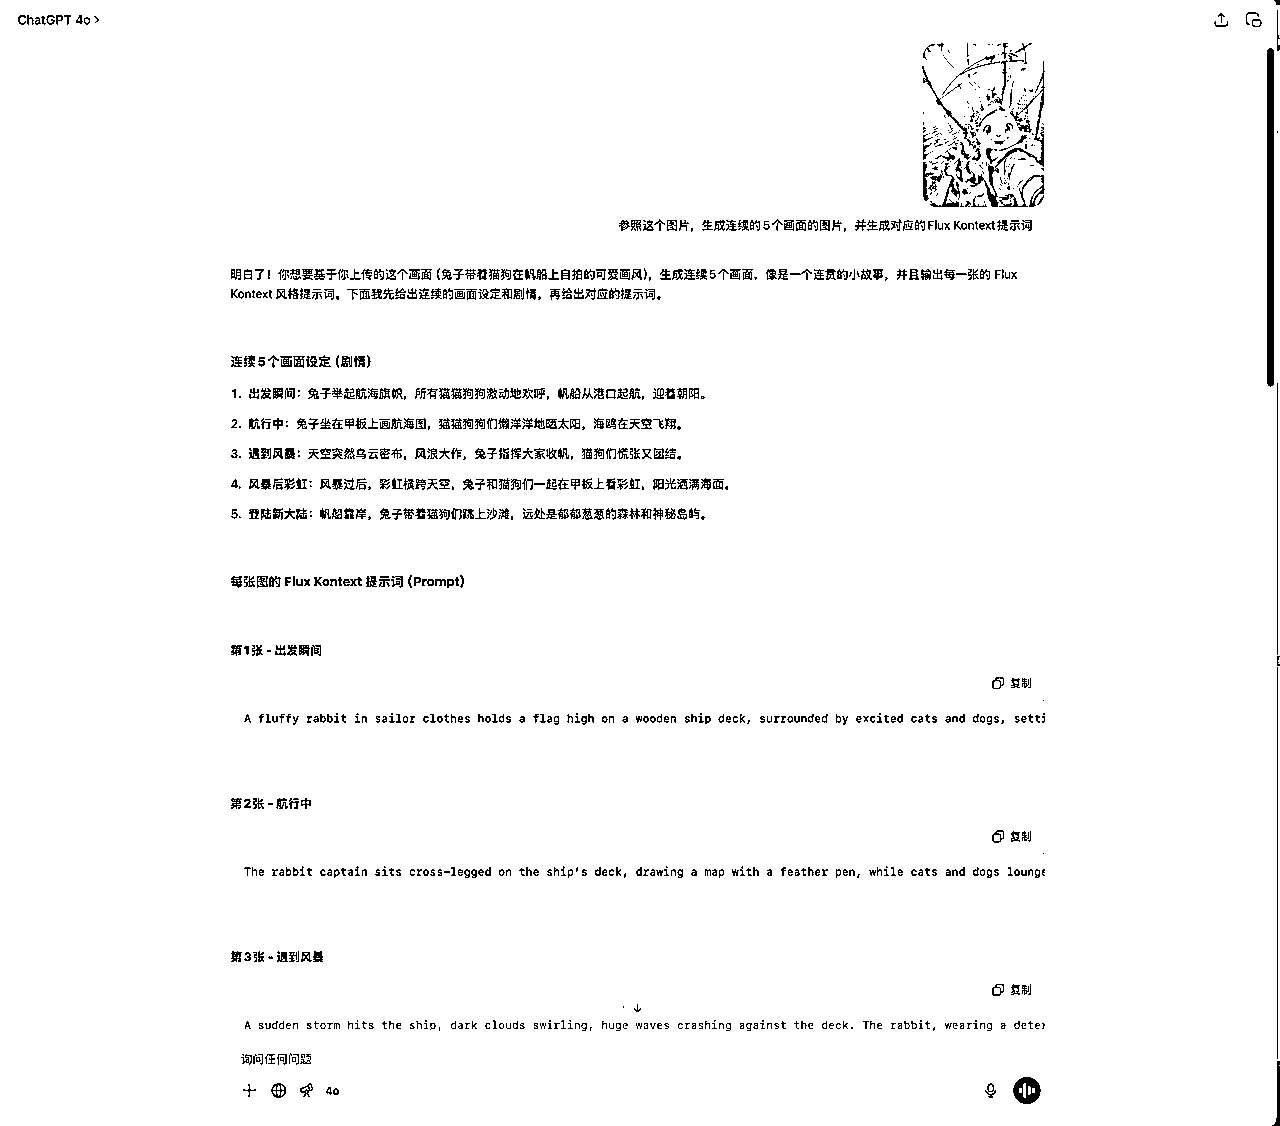 ChatGPT 4o >
参照这个图片，生成连续的5个画面的图片，并生成对应的Flux Kontext提示词
明白了！你想要基于你上传的这个画面（兔子带着猫狗在帆船上自拍的可爱画风），生成连续5个画面，像是一个连贯的小故事，并且输出每一张的 Flux
Kontext 风格提示词。下面我先给出连续的画面设定和剧情，再给出对应的提示词。
连续5个画面设定（剧情）
1. 出发瞬间：兔子举起航海旗帜，所有猫猫狗狗激动地欢呼，帆船从港口起航，迎着朝阳。
2. 航行中：兔子坐在甲板上画航海图，猫猫狗狗们懒洋洋地晒太阳，海鸥在天空飞翔。
3. 遇到风暴：天空突然乌云密布，风浪大作，兔子指挥大家收帆，猫狗们慌张又团结。
4. 风暴后彩虹：风暴过后，彩虹横跨天空，兔子和猫狗们一起在甲板上看彩虹，阳光洒满海面。
5. 登陆新大陆：帆船靠岸，兔子带着猫狗们跳上沙滩，远处是郁郁葱葱的森林和神秘岛屿。
每张图的 Flux Kontext 提示词（Prompt）
第1张 - 出发瞬间
复制
A fluffy rabbit in sailor clothes holds a flag high on a wooden ship deck, surrounded by excited cats and dogs, setti
第2张 - 航行中
复制
The rabbit captain sits cross-legged on the ship's deck, drawing a map with a feather pen, while cats and dogs lounge
第3张 - 遇到风暴
复制
A sudden storm hits the ship, dark clouds swirling, huge waves crashing against the deck. The rabbit, wearing a deter
询问任何问题
4o